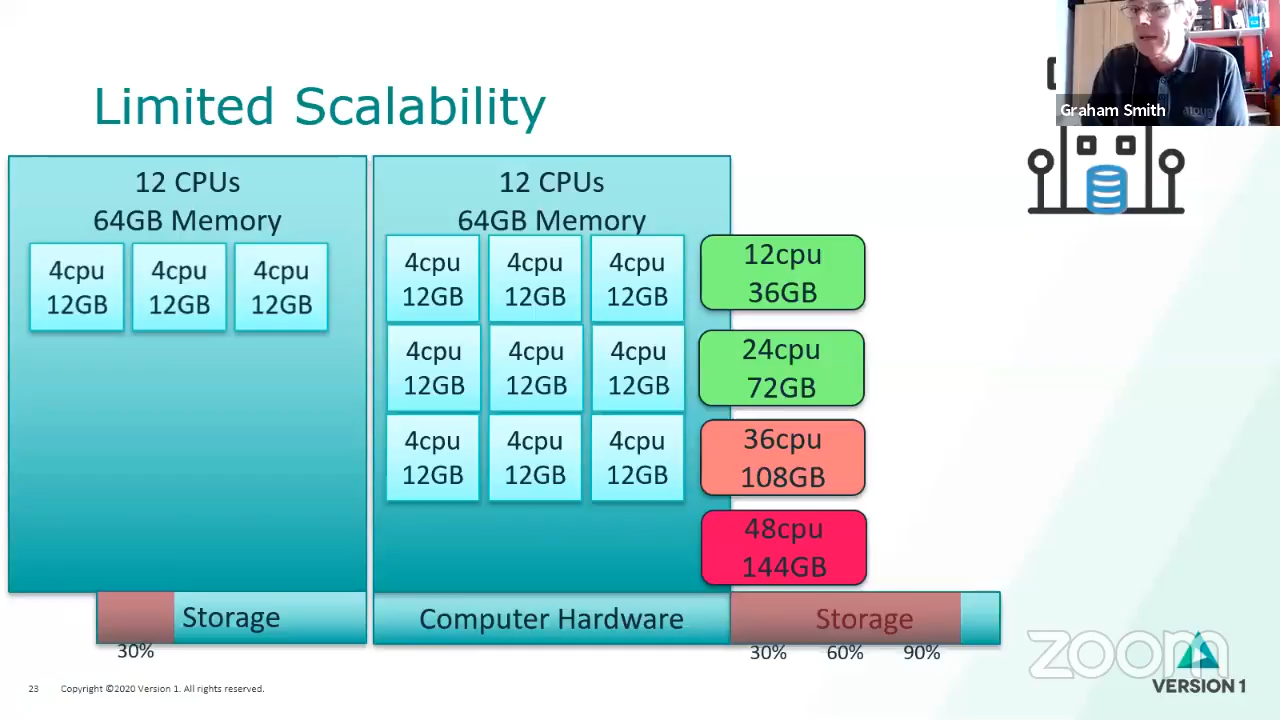 Graham Smith
Limited Scalability
12 CPUs
64GB Memory
4cpu
12GB
4cpu
12GB
4cpu
12GB
Storage
30%
12 CPUs
64GB Memory
4cpu
12GB
4cpu
12GB
4cpu
12GB
12cpu
36GB
4cpu
12GB
4cpu
12GB
4cpu
12GB
24cpu
72GB
4cpu
12GB
4cpu
12GB
4cpu
12GB
36cpu
108GB
48cpu
144GB
Computer Hardware
Storage
30% 60% 90%
zoom
VERSION 1
23 Copyright ©2020 Version 1. All rights reserved.